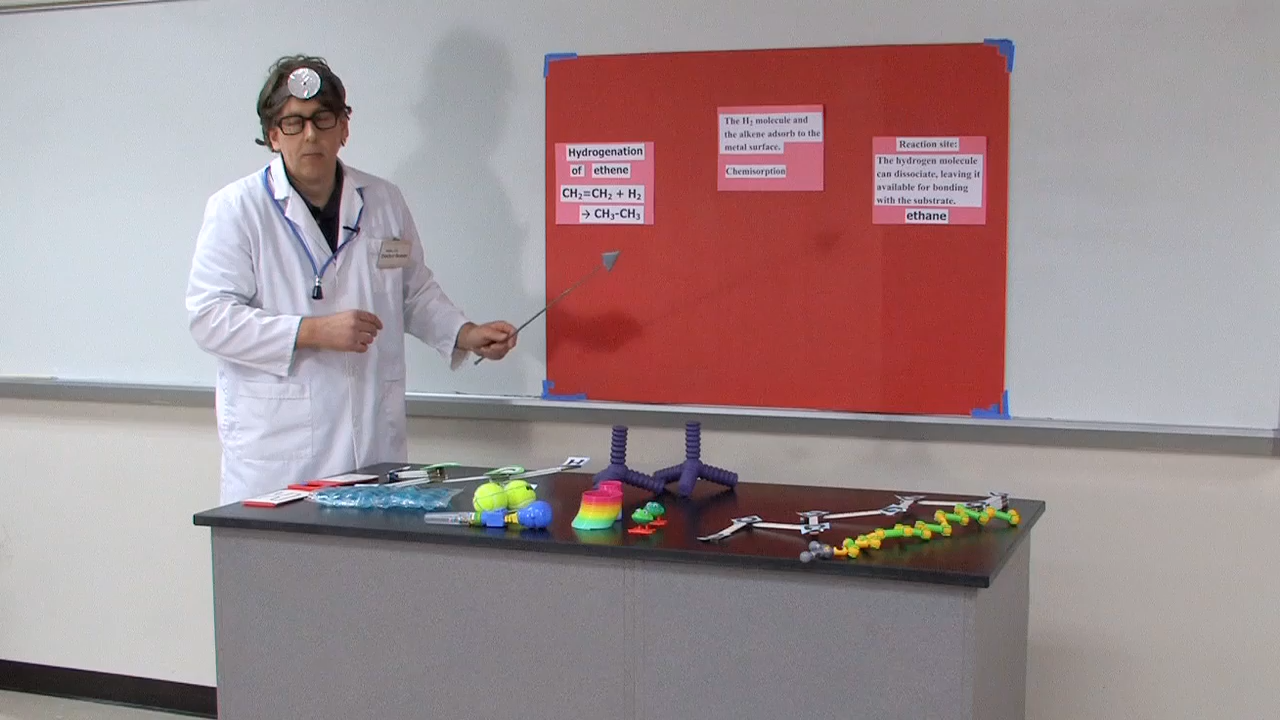 Hydrogenation
of ethene
CH₂=CH₂ + H₂
→ CH₃-CH₃
The H₂ molecule and
the alkene adsorb to the
metal surface.
Chemisorption
Reaction site:
The hydrogen molecule
can dissociate, leaving it
available for bonding
with the substrate.
ethane